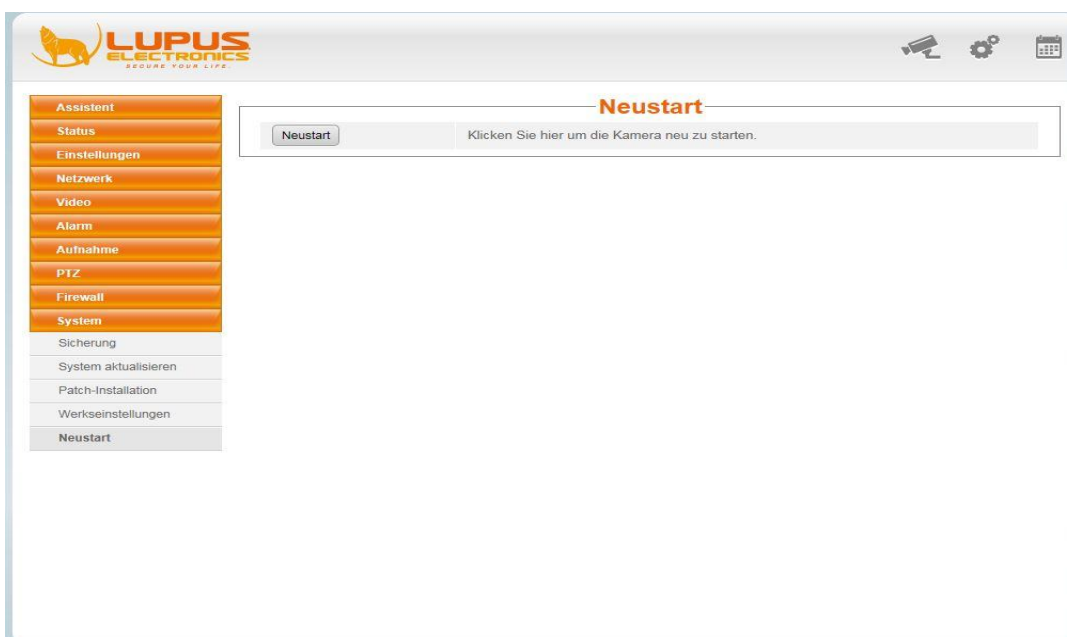 LUPUS
ELECTRONICS
SECURE YOUR LIFE.
Assistent
Status
Einstellungen
Netzwerk
Video
Alarm
Aufnahme
PTZ
Firewall
System
Sicherung
System aktualisieren
Patch-Installation
Werkseinstellungen
Neustart
Neustart
Neustart Klicken Sie hier um die Kamera neu zu starten.